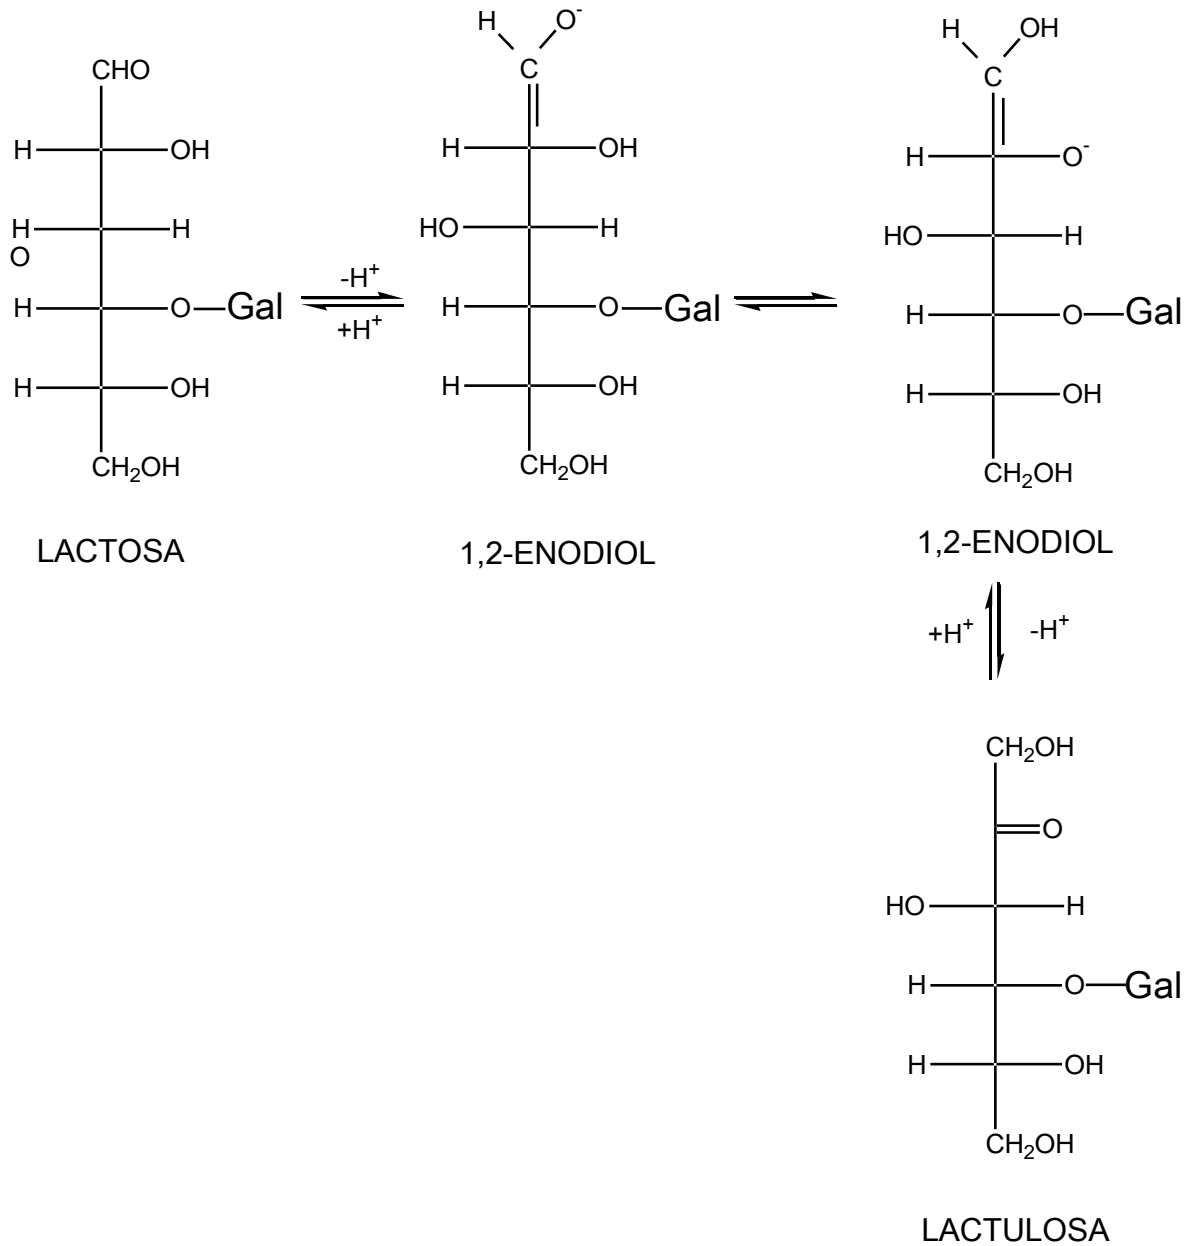 CHO
H OH
H H
O
H O Gal
H OH
CH₂OH
LACTOSA
-H⁺
+H⁺
H O⁻
C
H OH
HO H
H O Gal
H OH
CH₂OH
1,2-ENODIOL
H OH
C
H O⁻
HO H
H O Gal
H OH
CH₂OH
1,2-ENODIOL
+H⁺ -H⁺
CH₂OH
O
HO H
H O Gal
H OH
CH₂OH
LACTULOSA